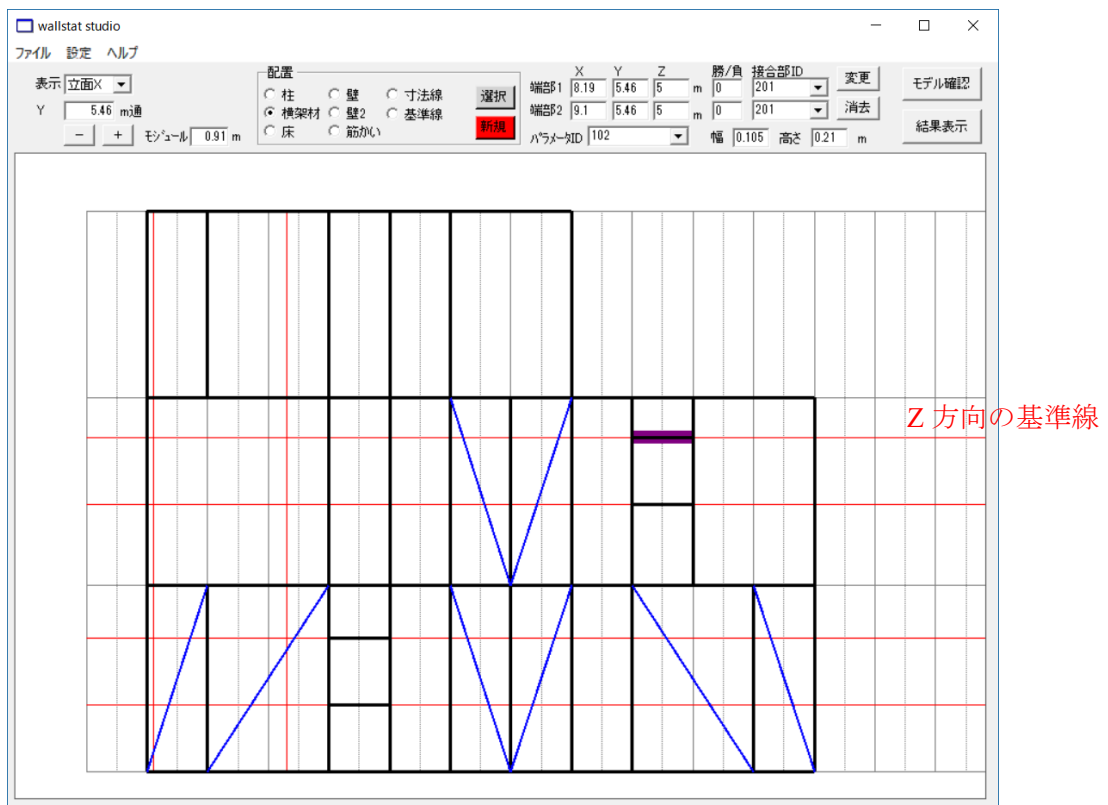 wallstat studio
ファイル 設定 ヘルプ
表示 立面X
Y 5.46 m通
- + ﾓｼﾞｭｰﾙ 0.91 m
配置
柱 壁 寸法線
横架材 壁2 基準線
床 筋かい
選択
新規
X Y Z 勝/負 接合部ID
端部1 8.19 5.46 5 m 0 201
端部2 9.1 5.46 5 m 0 201
ﾊﾟﾗﾒｰﾀID 102 幅 0.105 高さ 0.21 m
変更
消去
モデル確認
結果表示
Z 方向の基準線